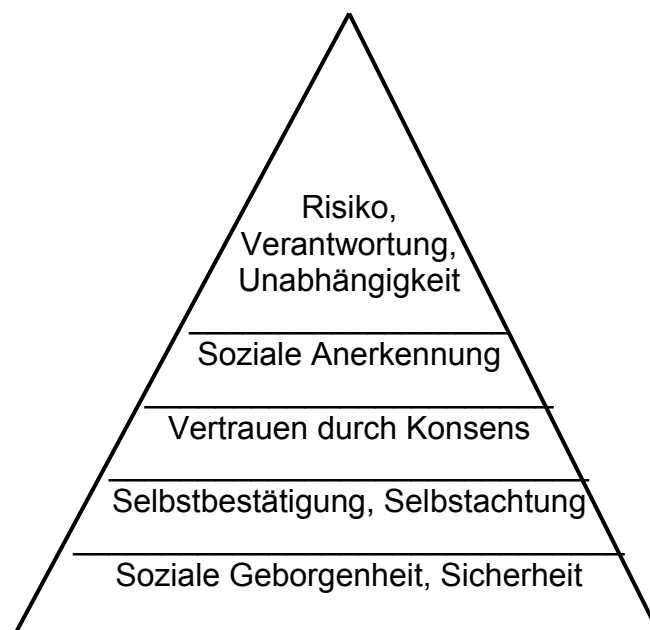 Risiko,
Verantwortung,
Unabhängigkeit
Soziale Anerkennung
Vertrauen durch Konsens
Selbstbestätigung, Selbstachtung
Soziale Geborgenheit, Sicherheit